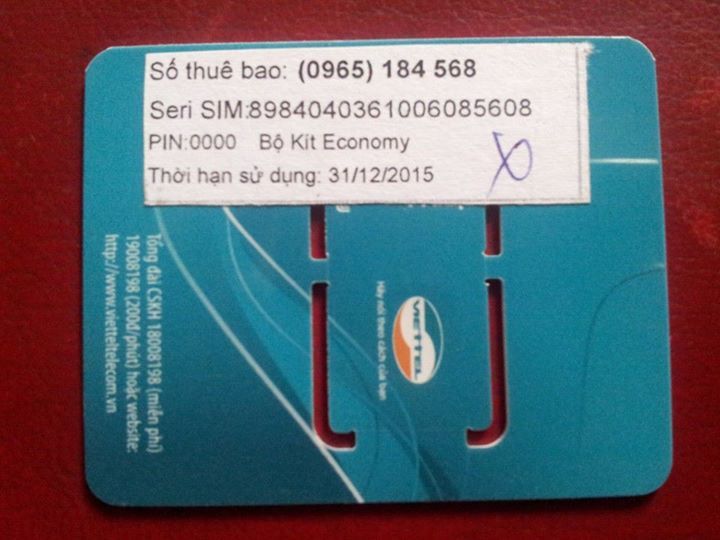 Số thuê bao: (0965) 184 568
Seri SIM:8984040361006085608
PIN:0000 Bộ Kít Economy
Thời hạn sử dụng: 31/12/2015
Tổng đài CSKH 18008198 (miễn phí)
19008198 (200đ/phút) hoặc website:
http://www.vietteltelecom.vn
VIETTEL
Hãy nói theo cách của bạn